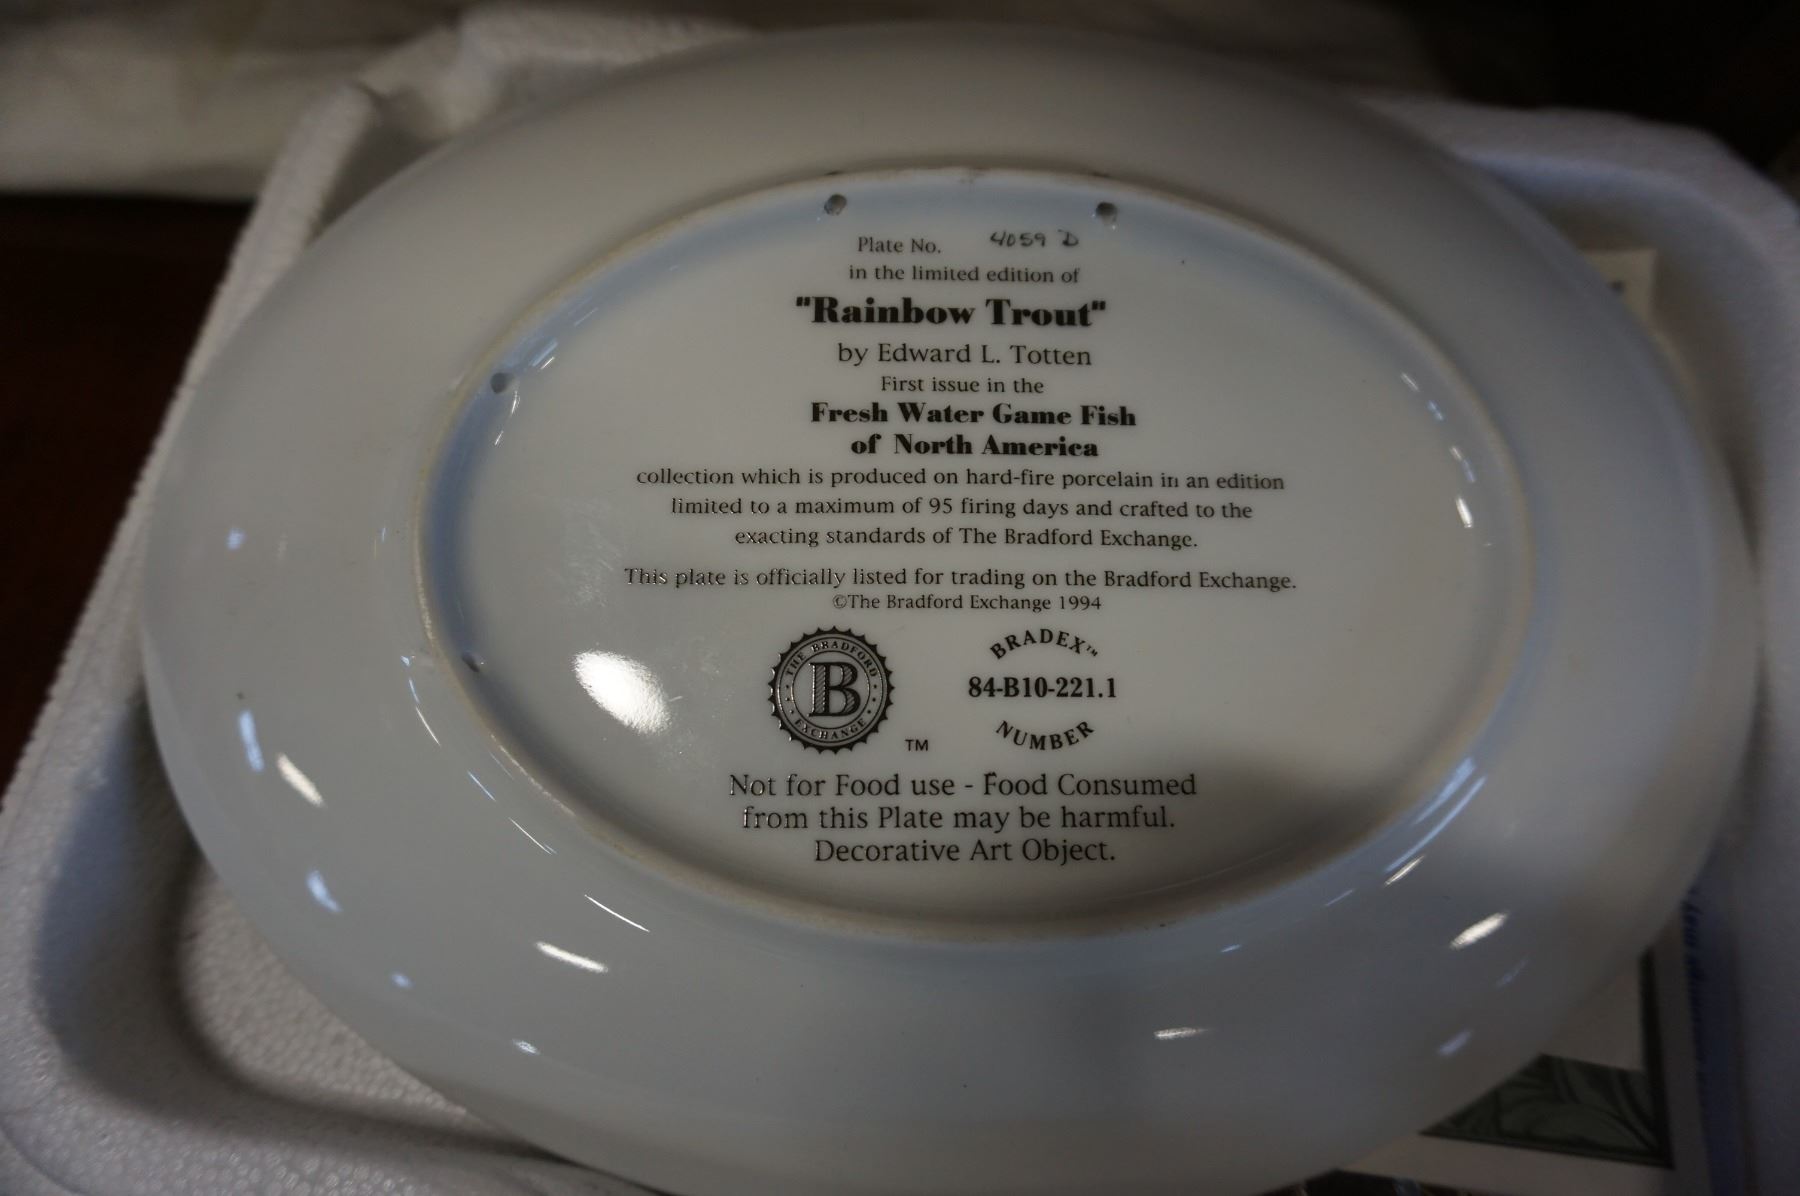 Plate No. 4059 D
in the limited edition of
"Rainbow Trout"
by Edward L. Totten
First issue in the
Fresh Water Game Fish
of North America
collection which is produced on hard-fire porcelain in an edition
limited to a maximum of 95 firing days and crafted to the
exacting standards of The Bradford Exchange.
This plate is officially listed for trading on the Bradford Exchange.
©The Bradford Exchange 1994
THE BRADFORD
B
EXCHANGE
TM
BRADEX™
84-B10-221.1
NUMBER
Not for Food use - Food Consumed
from this Plate may be harmful.
Decorative Art Object.